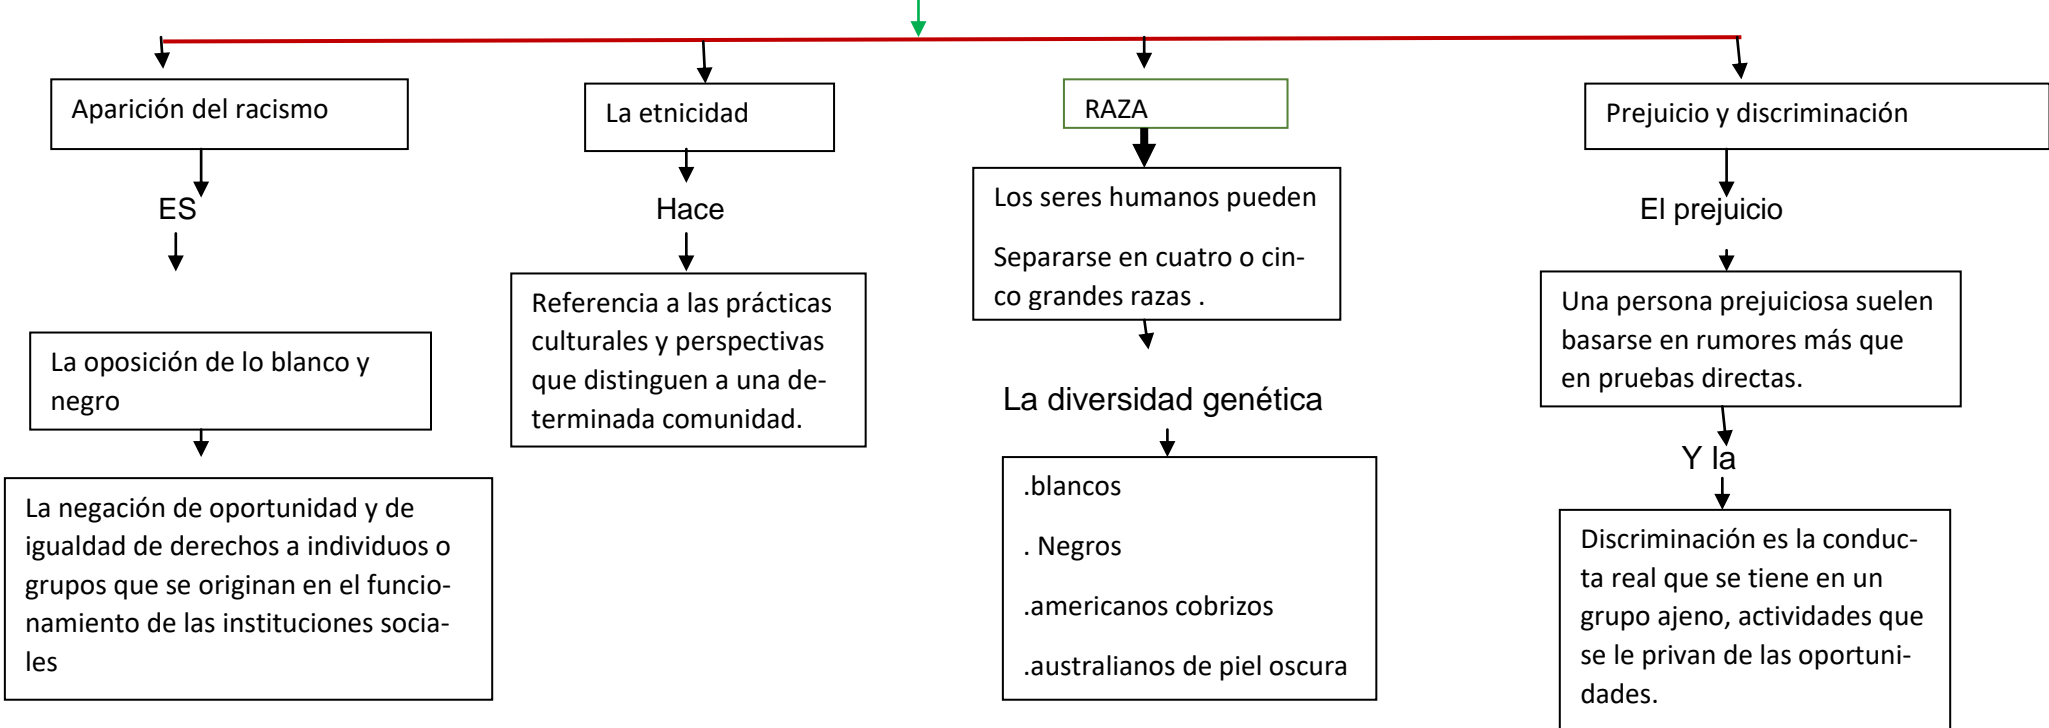 Aparición del racismo
ES
La oposición de lo blanco y
negro
La negación de oportunidad y de
igualdad de derechos a individuos o
grupos que se originan en el funcio-
namiento de las instituciones socia-
les
La etnicidad
Hace
Referencia a las prácticas
culturales y perspectivas
que distinguen a una de-
terminada comunidad.
RAZA
Los seres humanos pueden
Separarse en cuatro o cin-
co grandes razas .
La diversidad genética
.blancos
. Negros
.americanos cobrizos
.australianos de piel oscura
Prejuicio y discriminación
El prejuicio
Una persona prejuiciosa suelen
basarse en rumores más que
en pruebas directas.
Y la
Discriminación es la conduc-
ta real que se tiene en un
grupo ajeno, actividades que
se le privan de las oportuni-
dades.